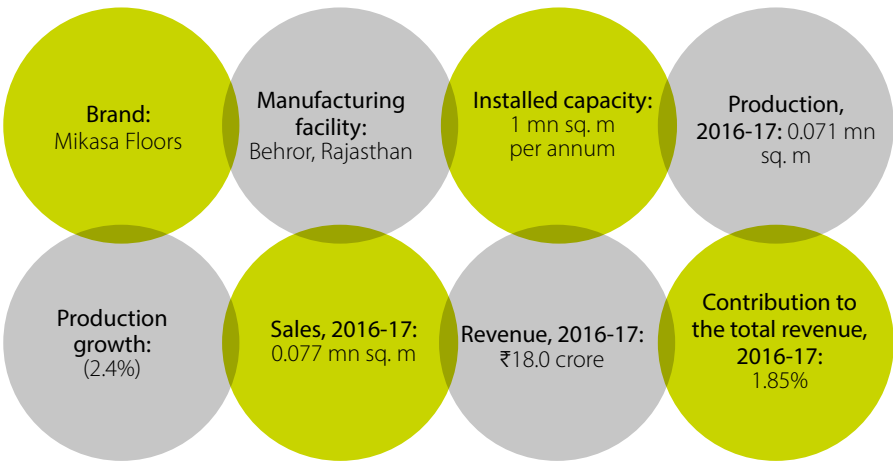 Brand:
Mikasa Floors
Manufacturing
facility:
Behror, Rajasthan
Installed capacity:
1 mn sq. m
per annum
Production,
2016-17: 0.071 mn
sq. m
Production
growth:
(2.4%)
Sales, 2016-17:
0.077 mn sq. m
Revenue, 2016-17:
₹18.0 crore
Contribution to
the total revenue,
2016-17:
1.85%